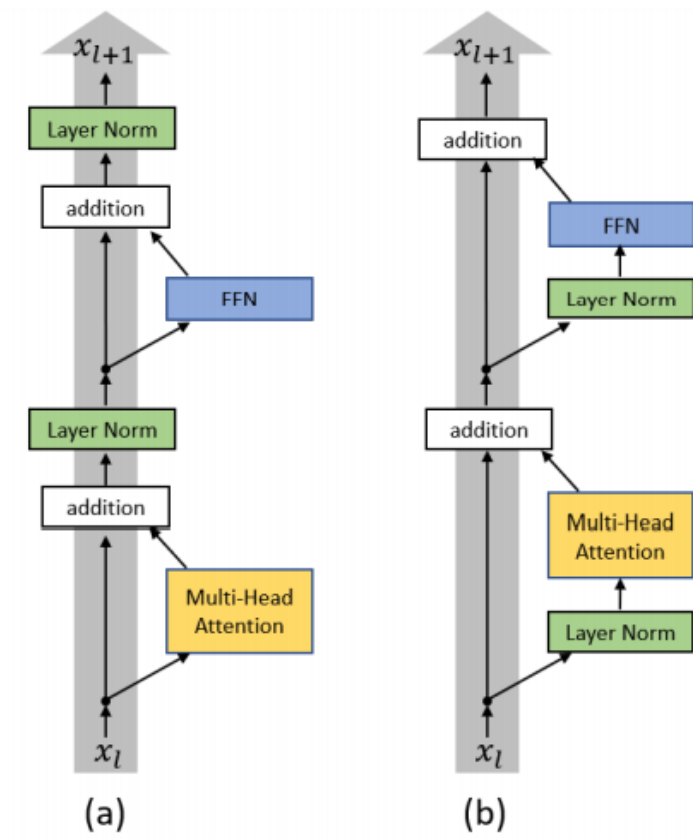 x_{l+1}
Layer Norm
addition
FFN
Layer Norm
addition
Multi-Head
Attention
x_l
(a)
x_{l+1}
addition
FFN
Layer Norm
addition
Multi-Head
Attention
Layer Norm
x_l
(b)